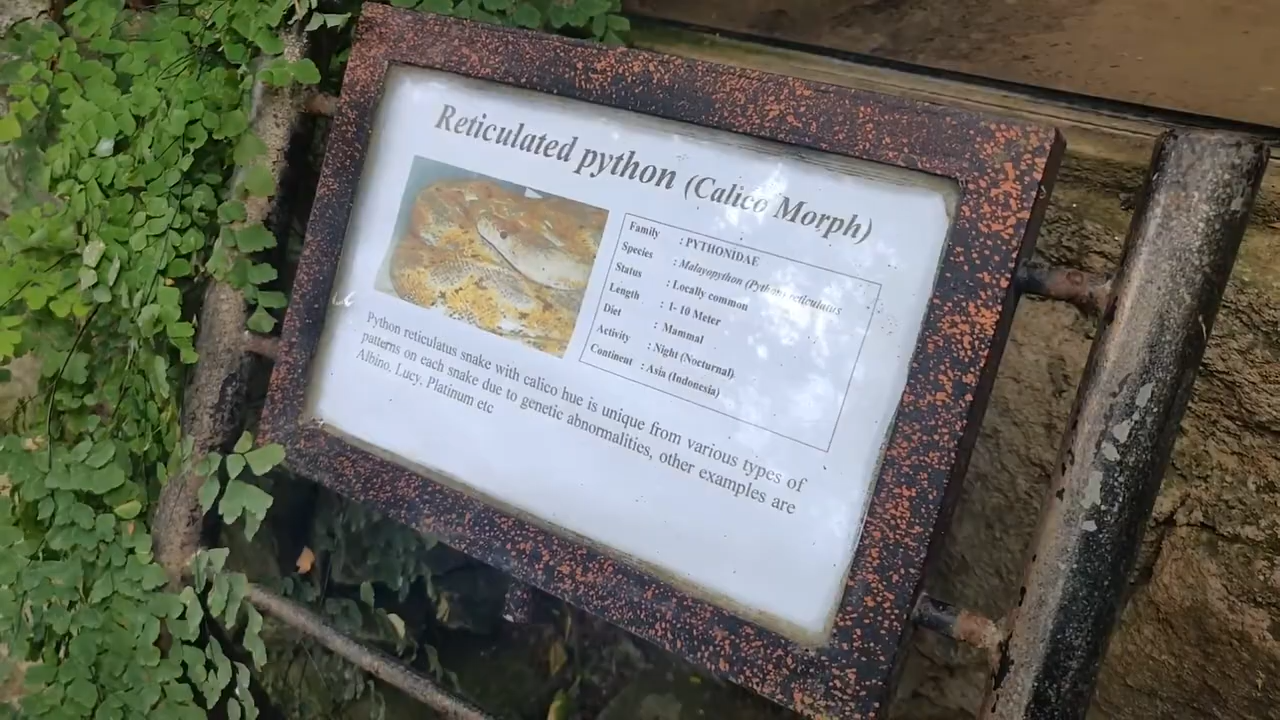 Reticulated python (Calico Morph)
Family : PYTHONIDAE
Species : Malayopython (Python) reticulatus
Status : Locally common
Length : 1- 10 Meter
Diet : Mammal
Activity : Night (Nocturnal)
Continent : Asia (Indonesia)
Python reticulatus snake with calico hue is unique from various types of
patterns on each snake due to genetic abnormalities, other examples are
Albino, Lucy, Platinum etc